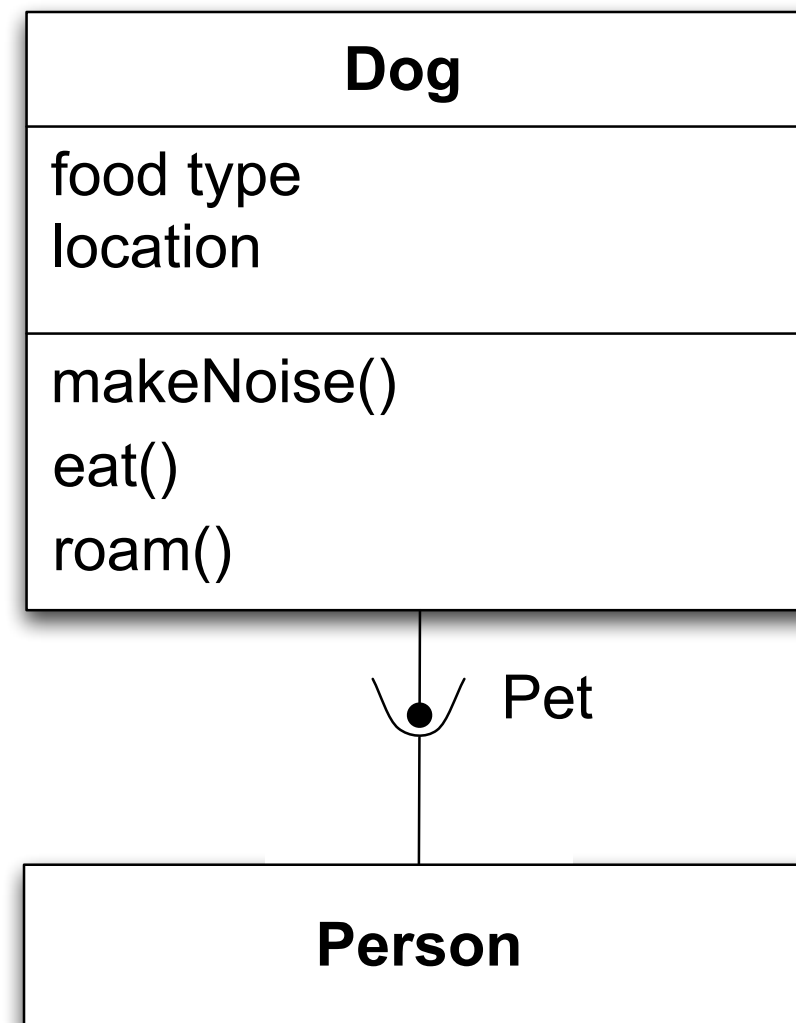 Dog
food type
location
makeNoise()
eat()
roam()
Pet
Person